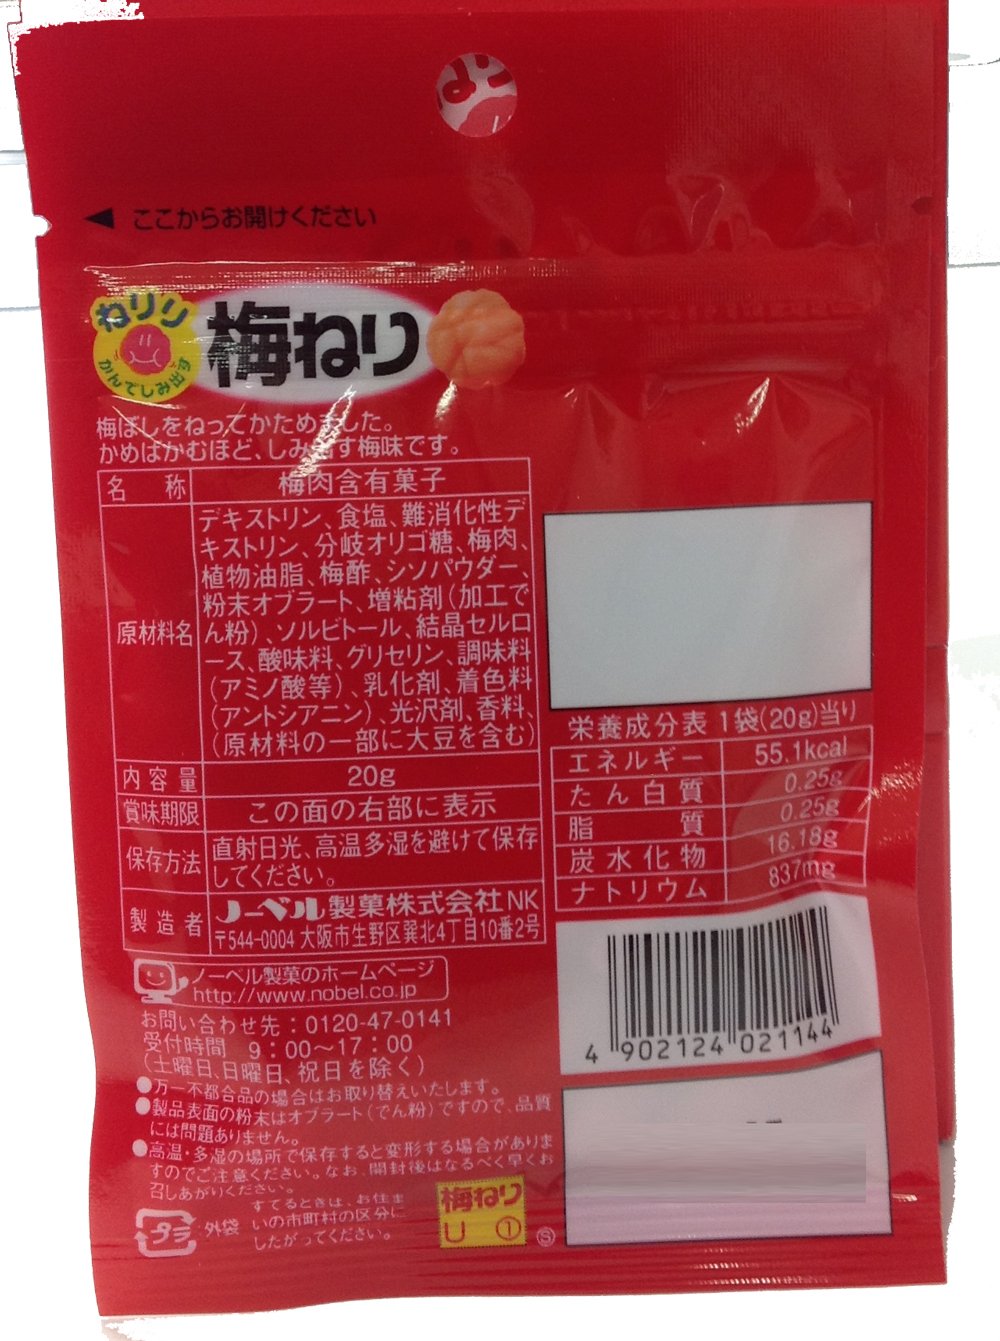 ここからお開けください
ねりり
かんでしみ出す
梅ねり
梅ぼしをねってかためました。
かめばかむほど、しみ出す梅味です。
名称 梅肉含有菓子
原材料名
デキストリン、食塩、難消化性デ
キストリン、分岐オリゴ糖、梅肉、
植物油脂、梅酢、シソパウダー、
粉末オブラート、増粘剤(加工で
ん粉)、ソルビトール、結晶セルロ
ース、酸味料、グリセリン、調味料
(アミノ酸等)、乳化剤、着色料
(アントシアニン)、光沢剤、香料、
(原材料の一部に大豆を含む)
内容量 20g
賞味期限 この面の右部に表示
保存方法 直射日光、高温多湿を避けて保存
してください。
製造者 ノーベル製菓株式会社 NK
〒544-0004 大阪市生野区巽北4丁目10番2号
栄養成分表 1袋(20g)当り
エネルギー 55.1kcal
たん白質 0.25g
脂質 0.25g
炭水化物 16.18g
ナトリウム 837mg
4 902124 021144
ノーベル製菓のホームページ
http://www.nobel.co.jp
お問い合わせ先：0120-47-0141
受付時間 9：00〜17：00
(土曜日、日曜日、祝日を除く)
●万一不都合品の場合はお取り替えいたします。
●製品表面の粉末はオブラート(でん粉)ですので、品質
には問題ありません。
●高温・多湿の場所で保存すると変形する場合がありま
すのでご注意ください。なお、開封後はなるべく早くお
召しあがりください。
プラ 外袋
すてるときは、お住ま
いの市町村の区分に
したがってください。
梅ねり
U ①
Ⓢ